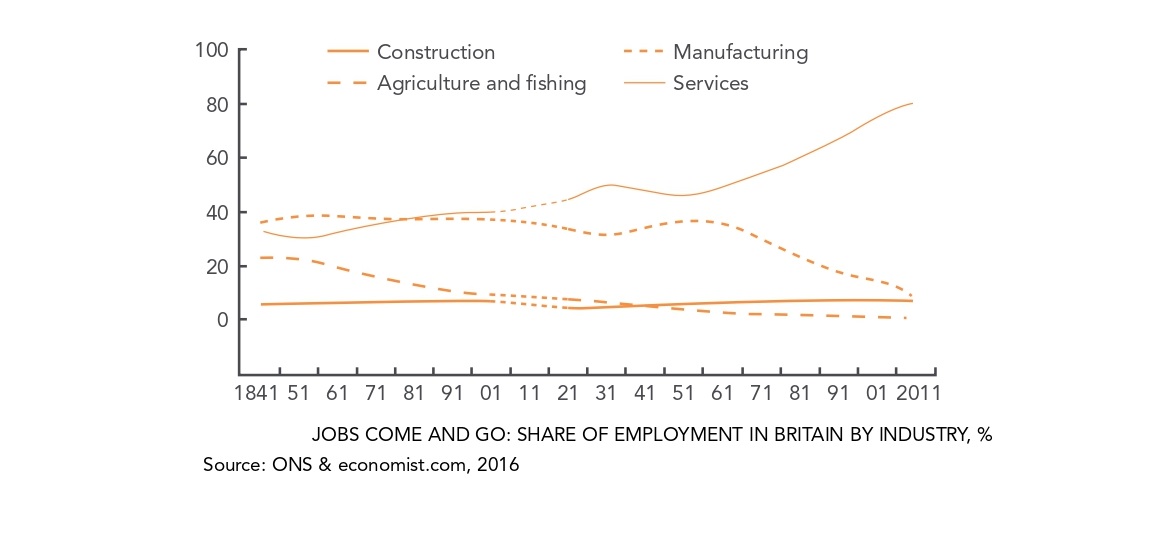 100
Construction
Manufacturing
Agriculture and fishing
Services
80
60
40
20
0
1841 51 61 71 81 91 01 11 21 31 41 51 61 71 81 91 01 2011
JOBS COME AND GO: SHARE OF EMPLOYMENT IN BRITAIN BY INDUSTRY, %
Source: ONS & economist.com, 2016